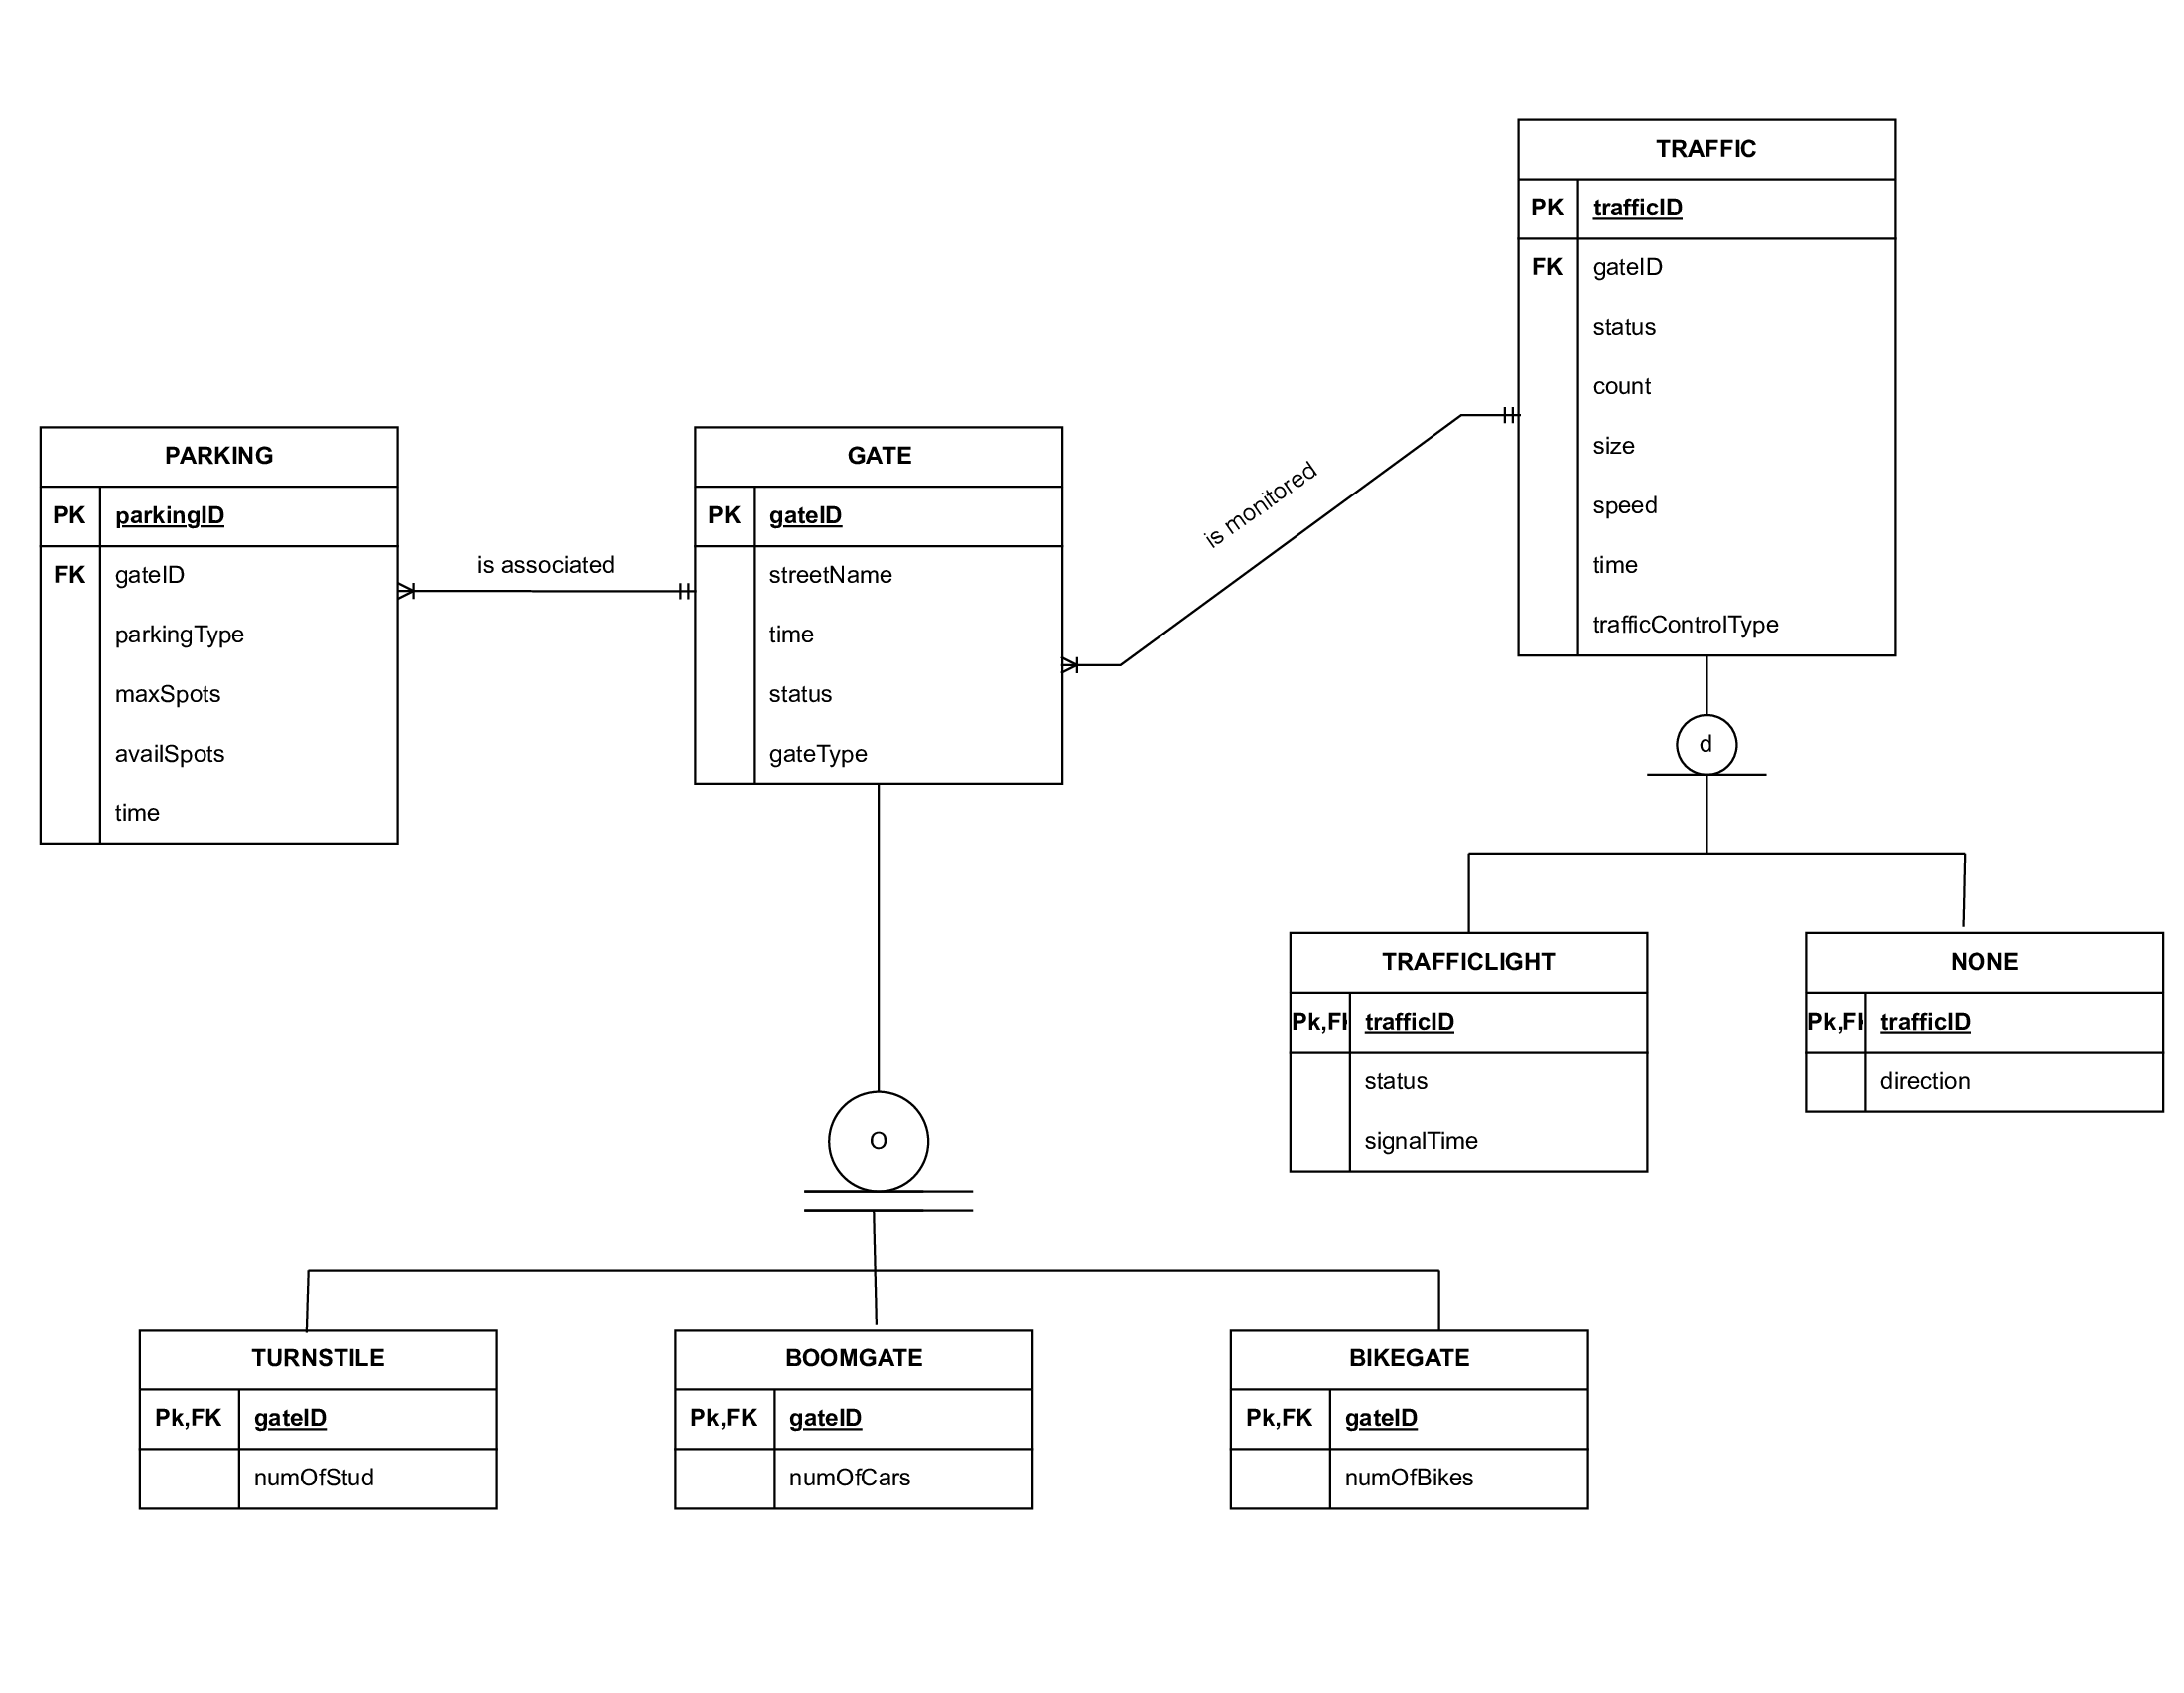 TRAFFIC
PK trafficID
FK gateID
status
count
size
speed
time
trafficControlType
PARKING
PK parkingID
FK gateID
parkingType
maxSpots
availSpots
time
is associated
GATE
PK gateID
streetName
time
status
gateType
is monitored
d
TRAFFICLIGHT
Pk,F trafficID
status
signalTime
NONE
Pk,F trafficID
direction
O
TURNSTILE
Pk,FK gateID
numOfStud
BOOMGATE
Pk,FK gateID
numOfCars
BIKEGATE
Pk,FK gateID
numOfBikes